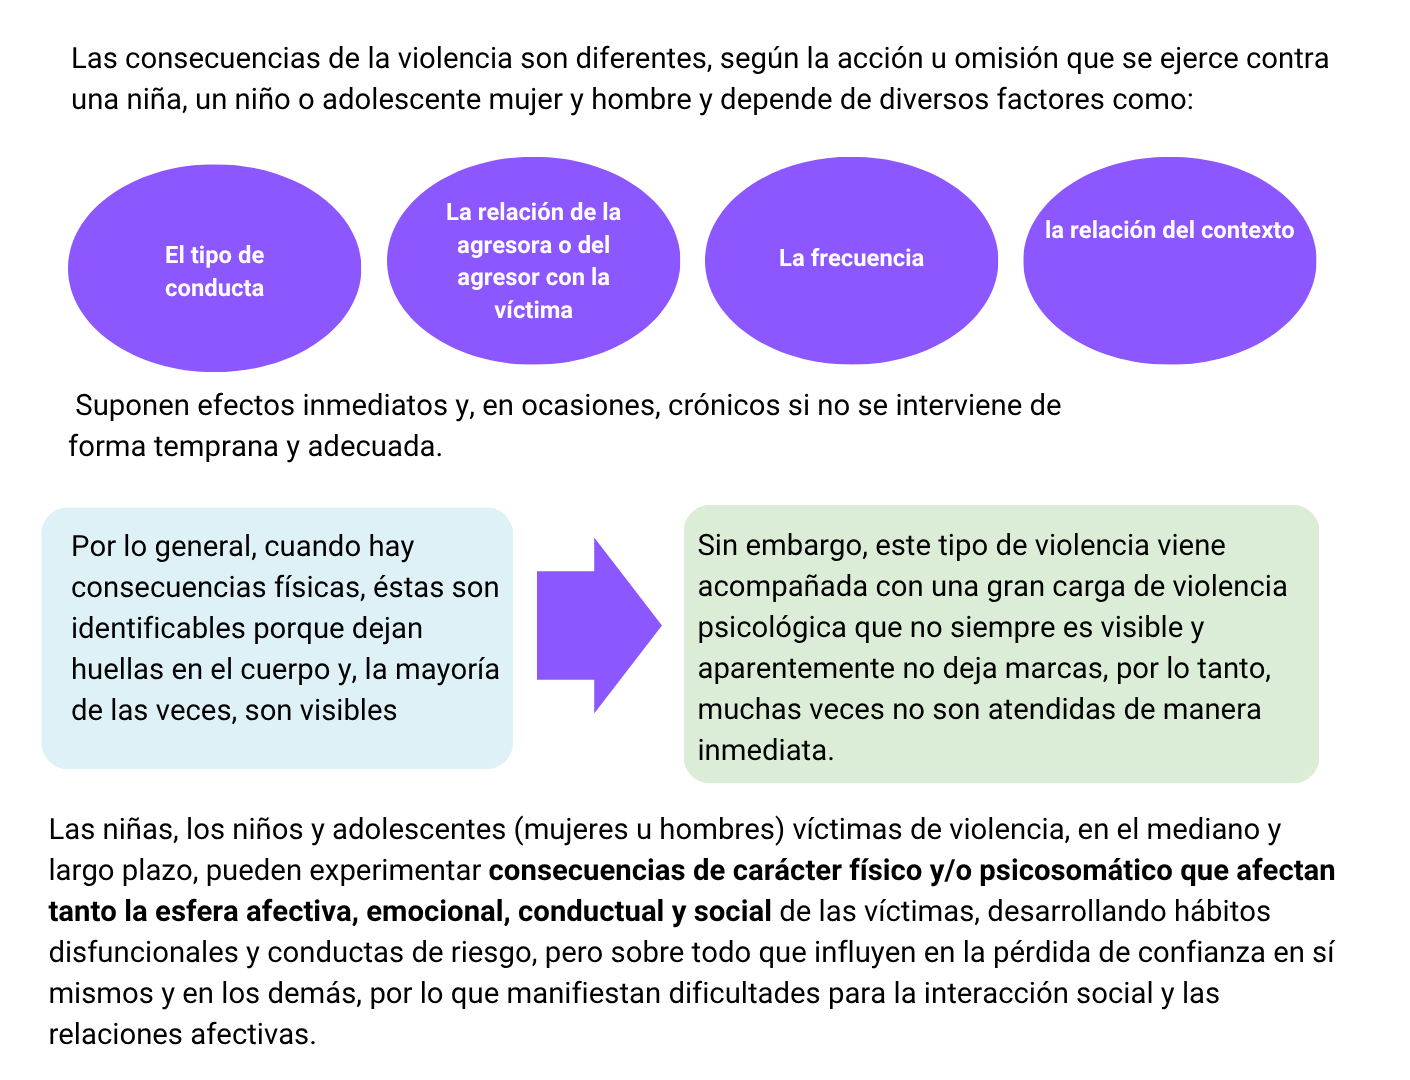 Las consecuencias de la violencia son diferentes, según la acción u omisión que se ejerce contra
una niña, un niño o adolescente mujer y hombre y depende de diversos factores como:
El tipo de
conducta
La relación de la
agresora o del
agresor con la
víctima
La frecuencia
la relación del contexto
Suponen efectos inmediatos y, en ocasiones, crónicos si no se interviene de
forma temprana y adecuada.
Por lo general, cuando hay
consecuencias físicas, éstas son
identificables porque dejan
huellas en el cuerpo y, la mayoría
de las veces, son visibles
Sin embargo, este tipo de violencia viene
acompañada con una gran carga de violencia
psicológica que no siempre es visible y
aparentemente no deja marcas, por lo tanto,
muchas veces no son atendidas de manera
inmediata.
Las niñas, los niños y adolescentes (mujeres u hombres) víctimas de violencia, en el mediano y
largo plazo, pueden experimentar consecuencias de carácter físico y/o psicosomático que afectan
tanto la esfera afectiva, emocional, conductual y social de las víctimas, desarrollando hábitos
disfuncionales y conductas de riesgo, pero sobre todo que influyen en la pérdida de confianza en sí
mismos y en los demás, por lo que manifiestan dificultades para la interacción social y las
relaciones afectivas.